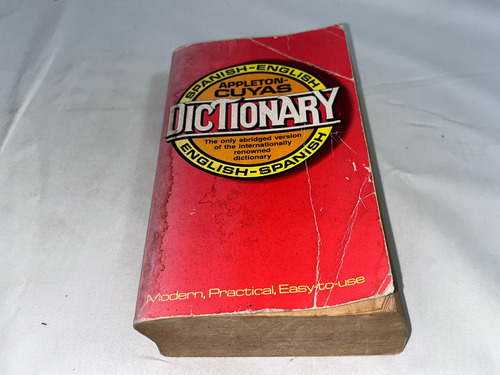 SPANISH-ENGLISH
APPLETON-
CUYAS
DICTIONARY
The only abridged version
of the internationally
renowned
dictionary
ENGLISH-SPANISH
Modern, Practical, Easy-to-use